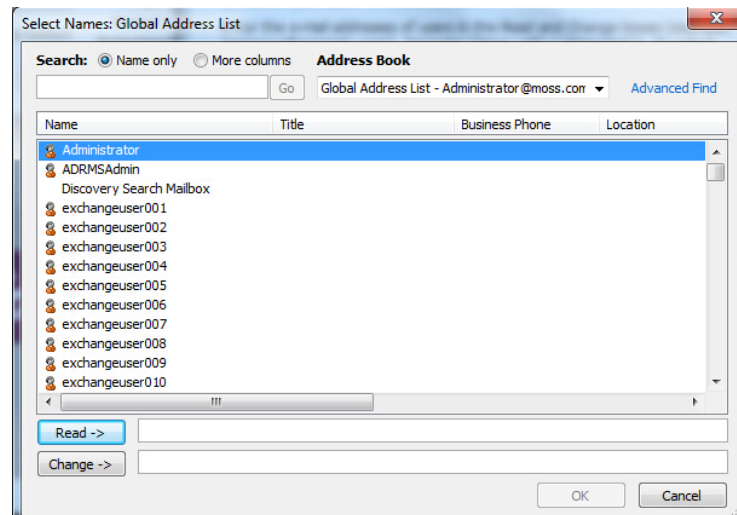 Select Names: Global Address List
Search: Name only More columns Address Book
Go Global Address List - Administrator@moss.com Advanced Find
Name Title Business Phone Location
Administrator
ADRMSAdmin
Discovery Search Mailbox
exchangeuser001
exchangeuser002
exchangeuser003
exchangeuser004
exchangeuser005
exchangeuser006
exchangeuser007
exchangeuser008
exchangeuser009
exchangeuser010
Read ->
Change ->
OK Cancel